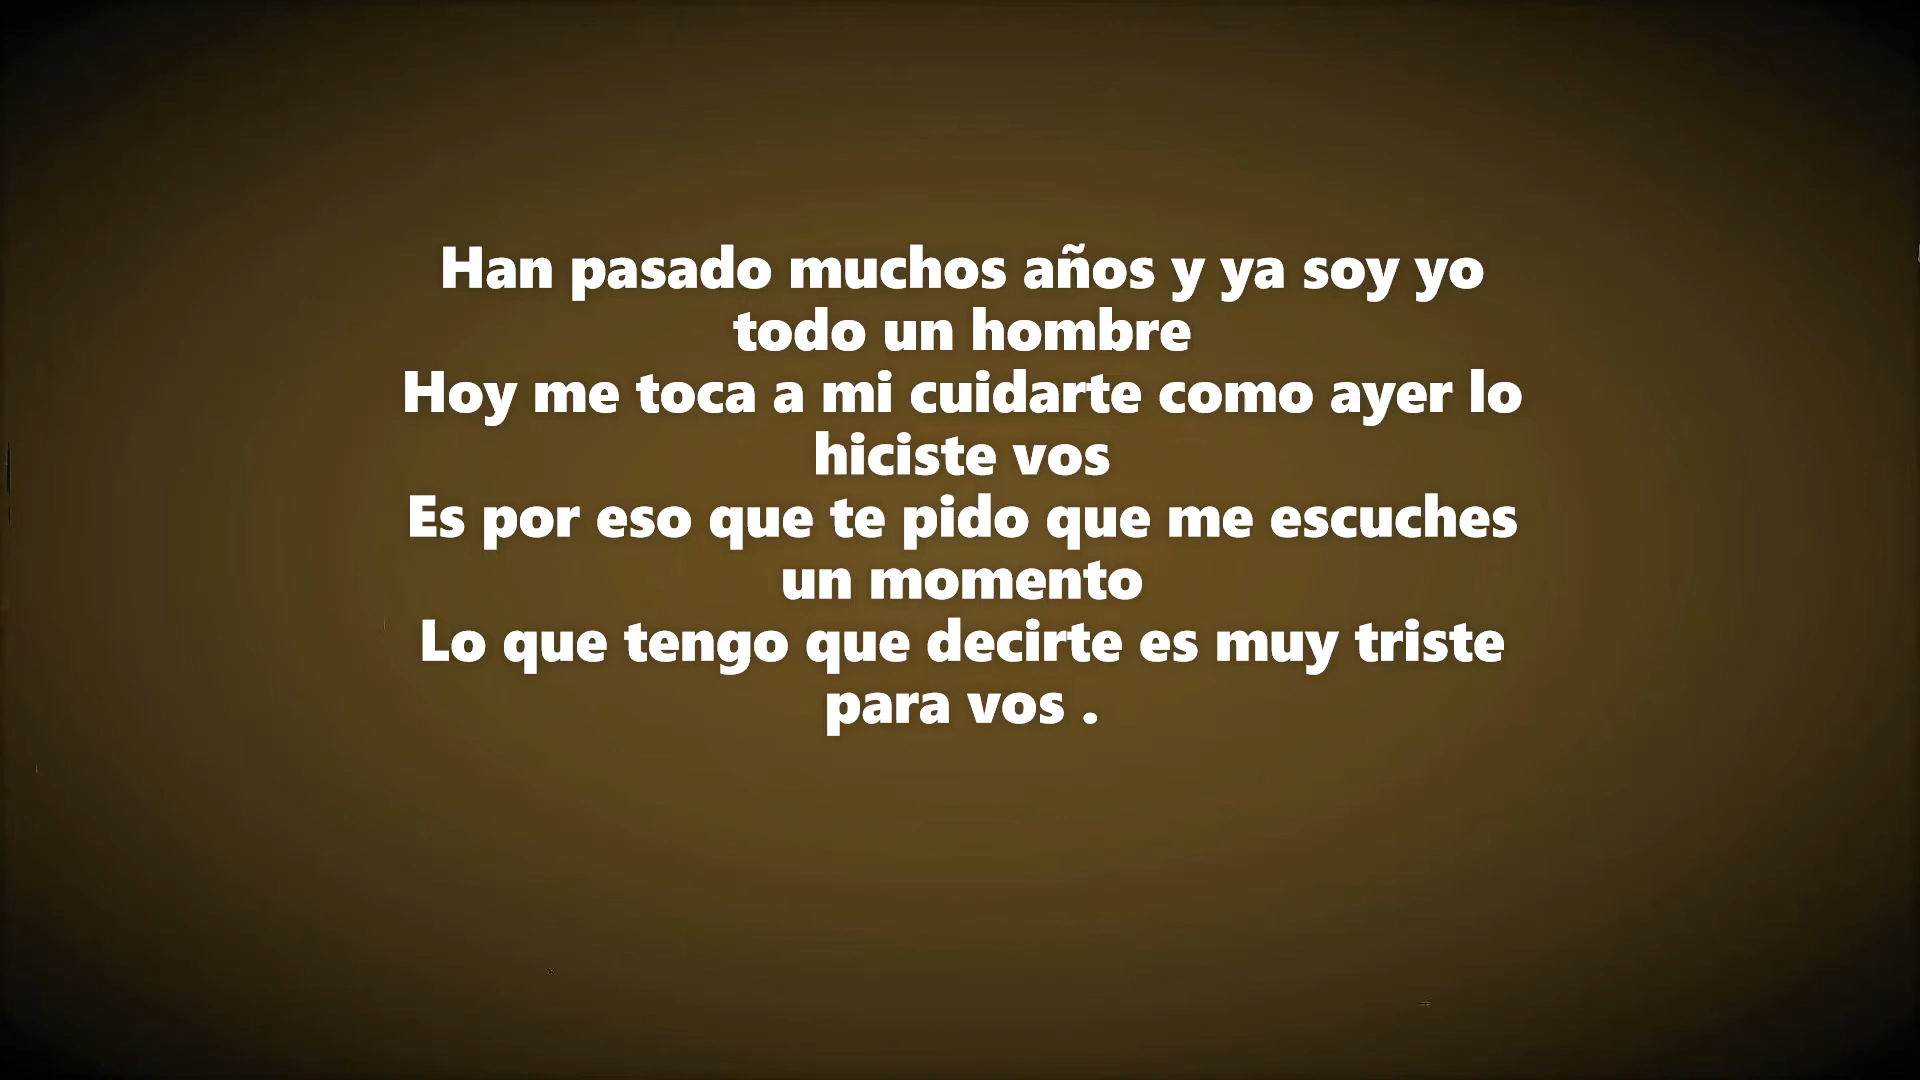 Han pasado muchos años y ya soy yo
todo un hombre
Hoy me toca a mi cuidarte como ayer lo
hiciste vos
Es por eso que te pido que me escuches
un momento
Lo que tengo que decirte es muy triste
para vos .